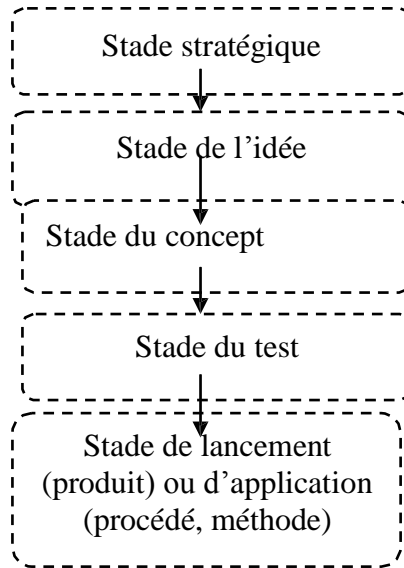 Stade stratégique
Stade de l’idée
Stade du concept
Stade du test
Stade de lancement
(produit) ou d’application
(procédé, méthode)